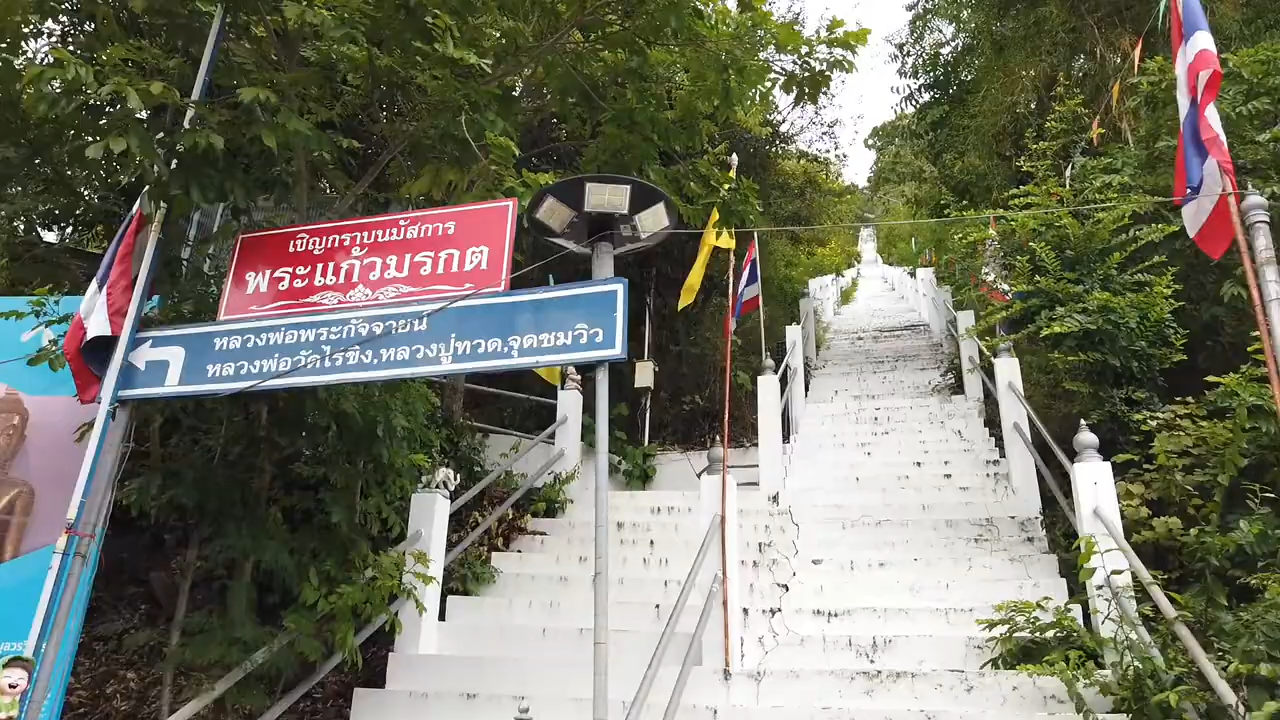 เชิญกราบนมัสการ
พระแก้วมรกต
หลวงพ่อพระกัจจายน์
หลวงพ่อวัดไร่ขิง,หลวงปู่ทวด,จุดชมวิว